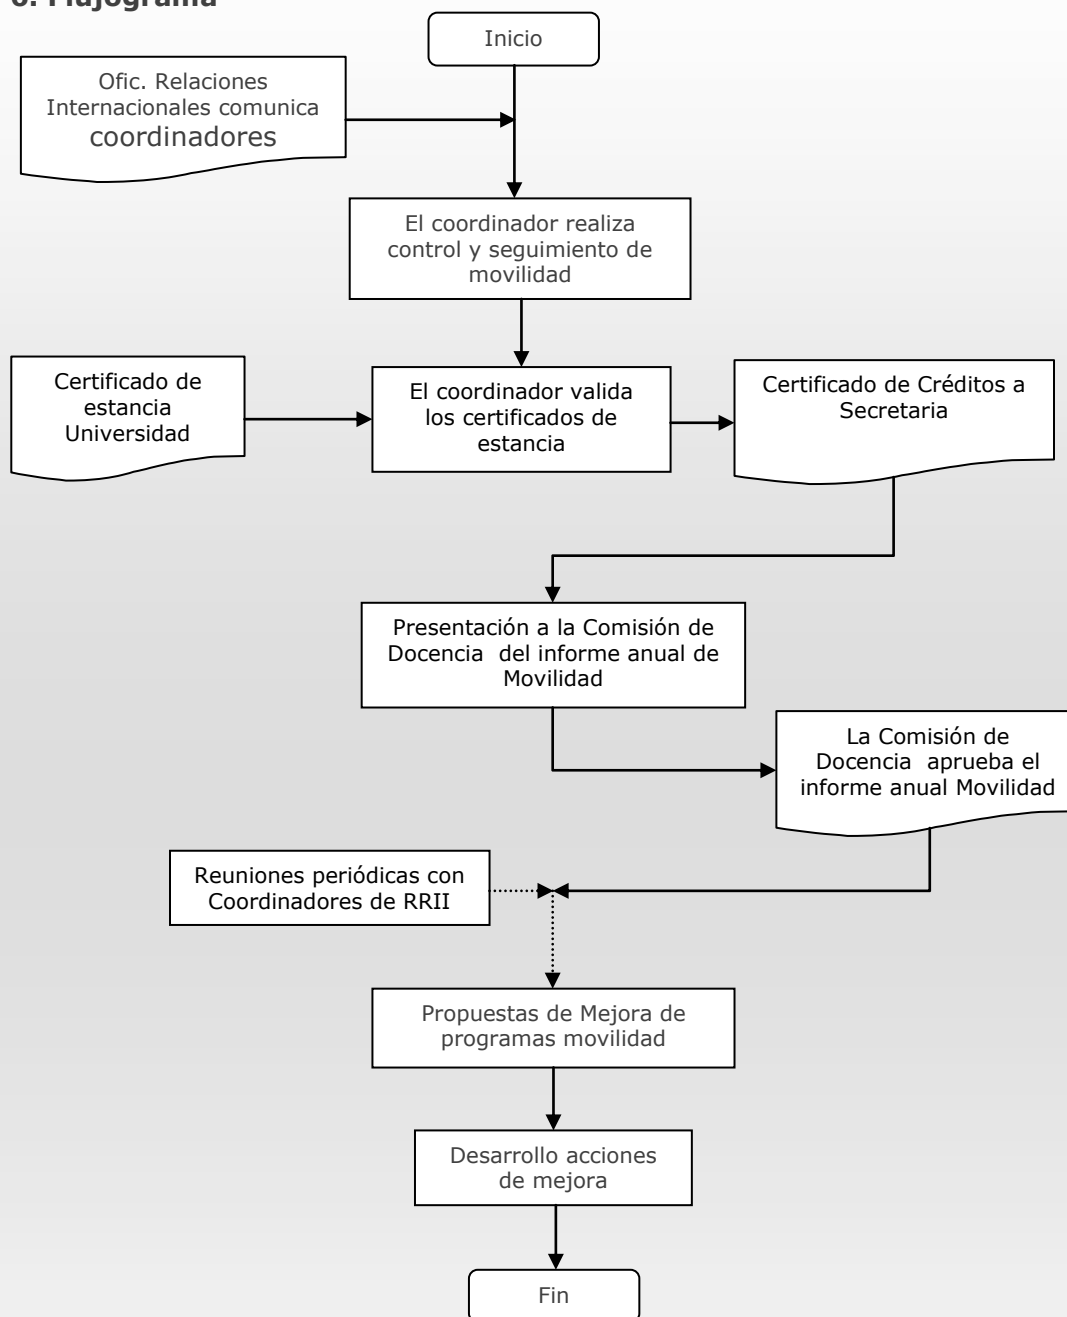 6. Flujograma
Inicio
Ofic. Relaciones
Internacionales comunica
coordinadores
El coordinador realiza
control y seguimiento de
movilidad
Certificado de
estancia
Universidad
El coordinador valida
los certificados de
estancia
Certificado de Créditos a
Secretaria
Presentación a la Comisión de
Docencia del informe anual de
Movilidad
La Comisión de
Docencia aprueba el
informe anual Movilidad
Reuniones periódicas con
Coordinadores de RRII
Propuestas de Mejora de
programas movilidad
Desarrollo acciones
de mejora
Fin